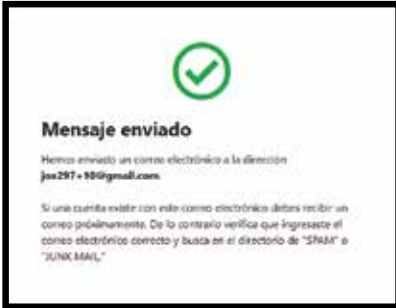 Mensaje enviado
Hemos enviado un correo electrónico a la dirección
@gmail.com.
Si una cuenta existe con este correo electrónico debes recibir un
correo próximamente. De lo contrario verifica que ingresaste el
correo electrónico correcto y busca en el directorio de "SPAM" o
"JUNK MAIL."